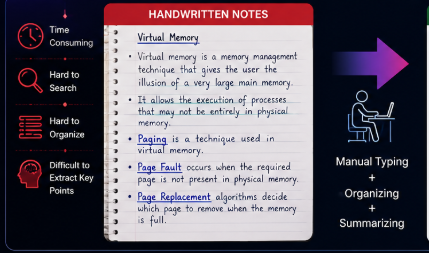 Time
Consuming
Hard to
Search
Hard to
Organize
Difficult to
Extract Key
Points
HANDWRITTEN NOTES
Virtual Memory
• Virtual memory is a memory management
technique that gives the user the
illusion of a very large main memory.
• It allows the execution of processes
that may not be entirely in physical
memory.
• Paging is a technique used in
virtual memory.
• Page Fault occurs when the required
page is not present in physical memory.
• Page Replacement algorithms decide
which page to remove when the memory
is full.
Manual Typing
+
Organizing
+
Summarizing